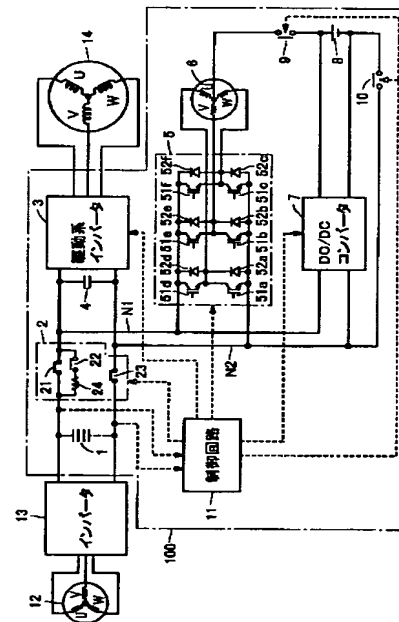 14
U
V
W
3
駆動系
インバータ
4
N1
N2
2
21
22
24
23
1
13
インバータ
12
U
V
W
100
11
制御回路
5
51d
52d
51e
52e
51f
52f
51a
52a
51b
52b
51c
52c
6
U
V
W
7
DC/DC
コンバータ
8
9
10